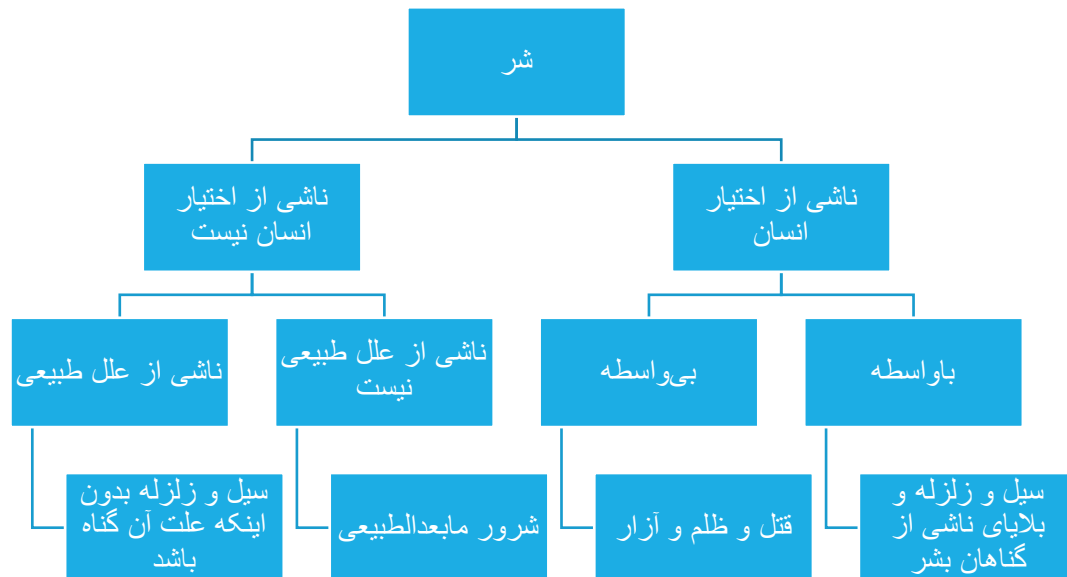 شر
ناشی از اختیار
انسان
ناشی از اختیار
انسان نیست
باواسطه
بی‌واسطه
ناشی از علل طبیعی
نیست
ناشی از علل طبیعی
سیل و زلزله و
بلایای ناشی از
گناهان بشر
قتل و ظلم و آزار
شرور مابعدالطبیعی
سیل و زلزله بدون
اینکه علت آن گناه
باشد